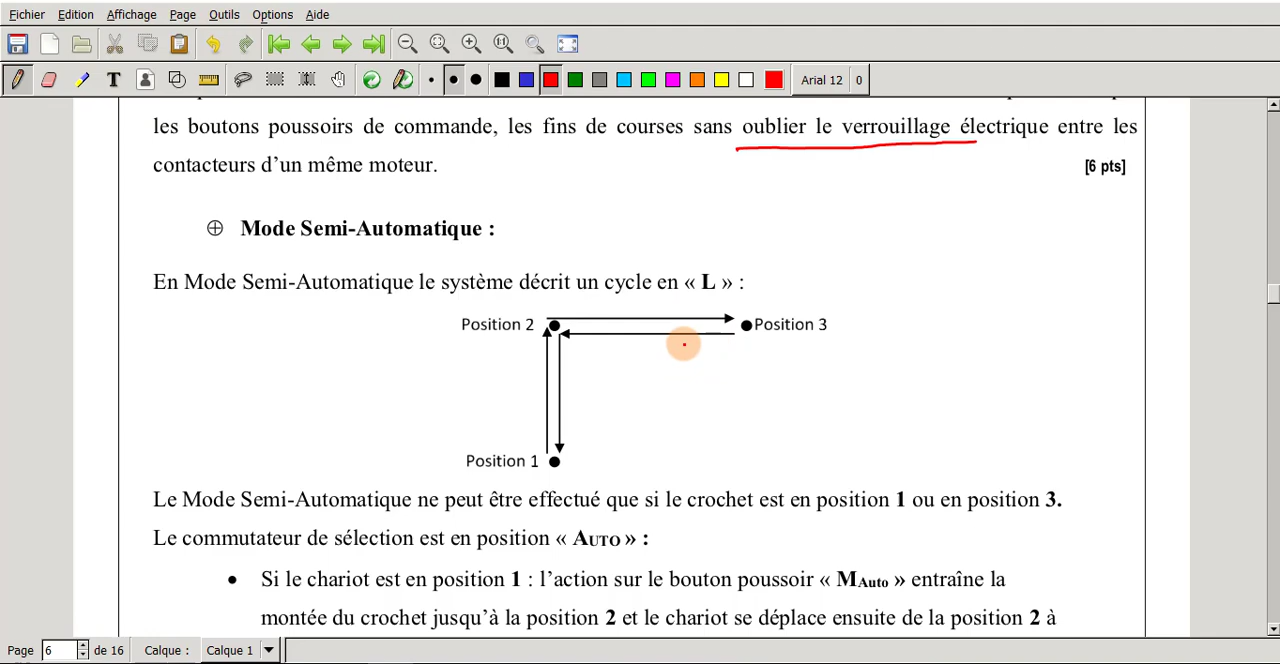 Fichier Edition Affichage Page Outils Options Aide
T Arial 12 0
les boutons poussoirs de commande, les fins de courses sans oublier le verrouillage électrique entre les
contacteurs d’un même moteur. [6 pts]
⊕ Mode Semi-Automatique :
En Mode Semi-Automatique le système décrit un cycle en « L » :
Position 2 Position 3
Position 1
Le Mode Semi-Automatique ne peut être effectué que si le crochet est en position 1 ou en position 3.
Le commutateur de sélection est en position « AUTO » :
• Si le chariot est en position 1 : l’action sur le bouton poussoir « MAuto » entraîne la
montée du crochet jusqu’à la position 2 et le chariot se déplace ensuite de la position 2 à
Page 6 de 16 Calque : Calque 1